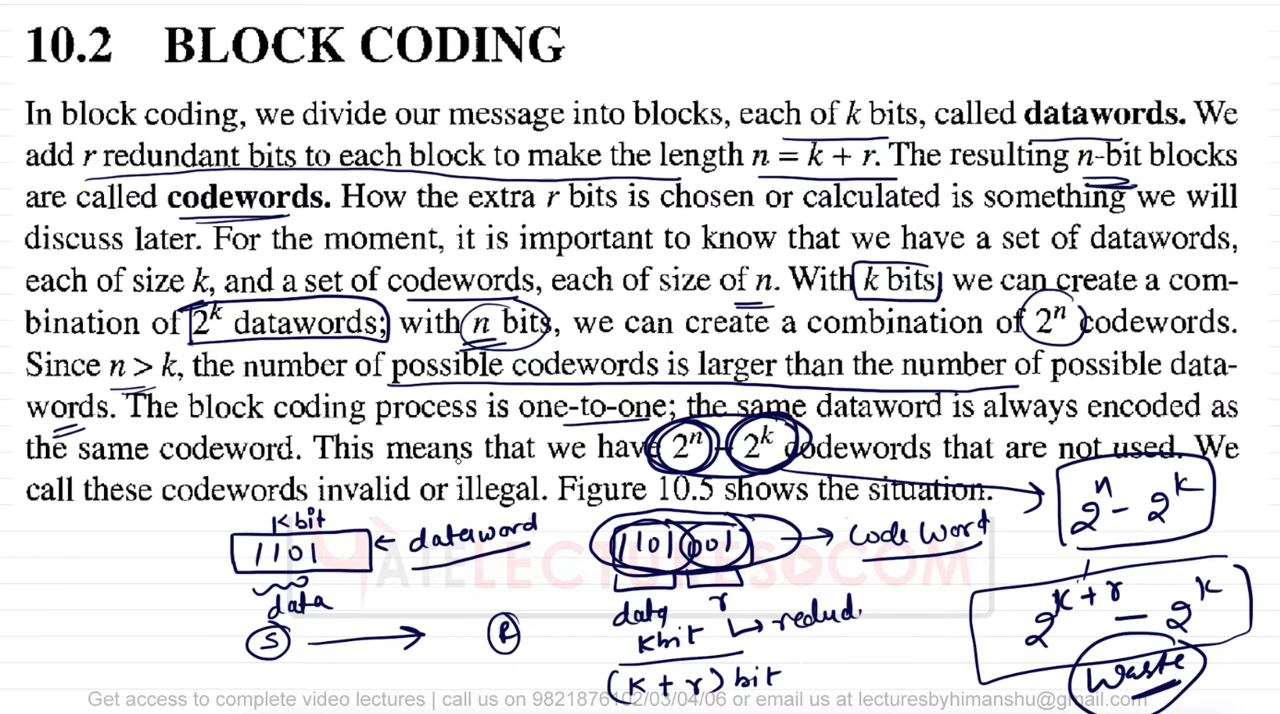 10.2 BLOCK CODING
In block coding, we divide our message into blocks, each of k bits, called datawords. We
add r redundant bits to each block to make the length n = k + r. The resulting n-bit blocks
are called codewords. How the extra r bits is chosen or calculated is something we will
discuss later. For the moment, it is important to know that we have a set of datawords,
each of size k, and a set of codewords, each of size of n. With k bits, we can create a com-
bination of 2^k datawords; with n bits, we can create a combination of 2^n codewords.
Since n > k, the number of possible codewords is larger than the number of possible data-
words. The block coding process is one-to-one; the same dataword is always encoded as
the same codeword. This means that we have 2^n − 2^k codewords that are not used. We
call these codewords invalid or illegal. Figure 10.5 shows the situation.
2^n - 2^k
k bit
1101 ← dataword
1101 001 → Code Word
data
data r
k bit → redud.
2^k+r - 2^k
S → R
(k + r) bit
Waste
GATELECTURES.COM
Get access to complete video lectures | call us on 9821876102/03/04/06 or email us at lecturesbyhimanshu@gmail.com